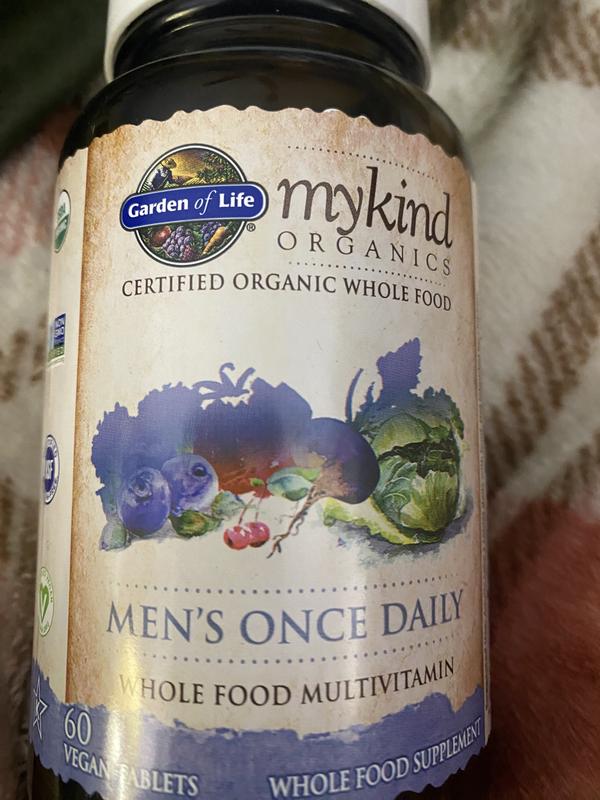 Garden of Life
®
mykind
ORGANICS
CERTIFIED ORGANIC WHOLE FOOD
MEN'S ONCE DAILY
WHOLE FOOD MULTIVITAMIN
60
VEGAN TABLETS
WHOLE FOOD SUPPLEMENT